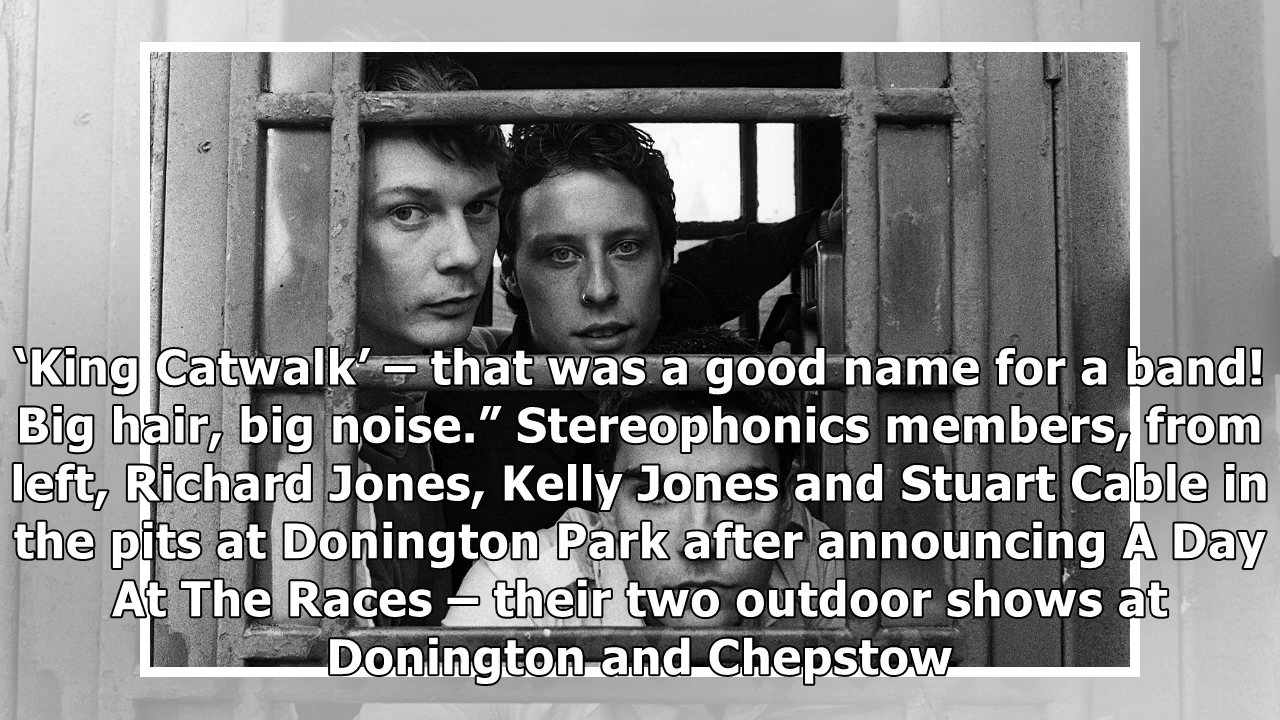 ‘King Catwalk’ – that was a good name for a band!
Big hair, big noise.” Stereophonics members, from
left, Richard Jones, Kelly Jones and Stuart Cable in
the pits at Donington Park after announcing A Day
At The Races – their two outdoor shows at
Donington and Chepstow